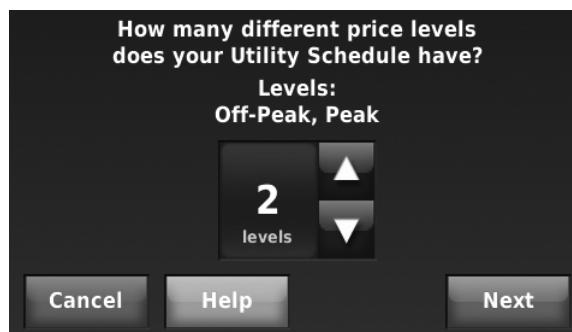 How many different price levels
does your Utility Schedule have?
Levels:
Off-Peak, Peak
2
levels
Cancel
Help
Next